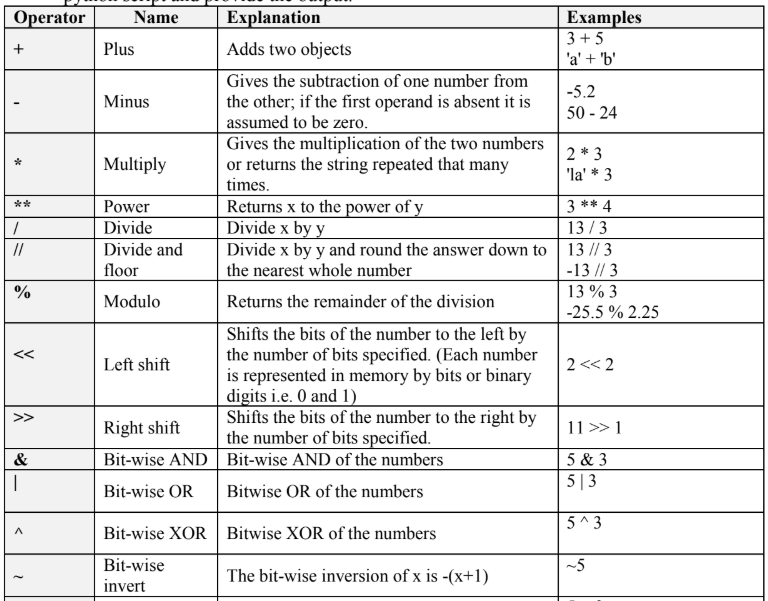 python script and provide the output.
Operator Name Explanation Examples
+ Plus Adds two objects 3 + 5
'a' + 'b'
- Minus Gives the subtraction of one number from
the other; if the first operand is absent it is
assumed to be zero. -5.2
50 - 24
* Multiply Gives the multiplication of the two numbers
or returns the string repeated that many
times. 2 * 3
'la' * 3
** Power Returns x to the power of y 3 ** 4
/ Divide Divide x by y 13 / 3
// Divide and
floor Divide x by y and round the answer down to
the nearest whole number 13 // 3
-13 // 3
% Modulo Returns the remainder of the division 13 % 3
-25.5 % 2.25
<< Left shift Shifts the bits of the number to the left by
the number of bits specified. (Each number
is represented in memory by bits or binary
digits i.e. 0 and 1) 2 << 2
>> Right shift Shifts the bits of the number to the right by
the number of bits specified. 11 >> 1
& Bit-wise AND Bit-wise AND of the numbers 5 & 3
| Bit-wise OR Bitwise OR of the numbers 5 | 3
^ Bit-wise XOR Bitwise XOR of the numbers 5 ^ 3
~ Bit-wise
invert The bit-wise inversion of x is -(x+1) ~5